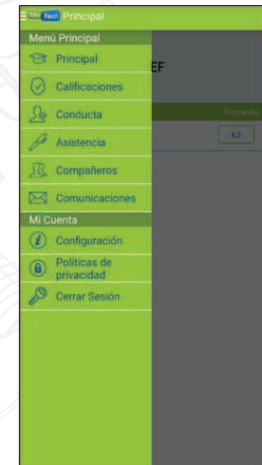 Fácil Principal
Menú Principal
Principal
EF
Calificaciones
Conducta
Promedio
Asistencia
6.2
Compañeros
Comunicaciones
Mi Cuenta
Configuración
Políticas de
privacidad
Cerrar Sesión